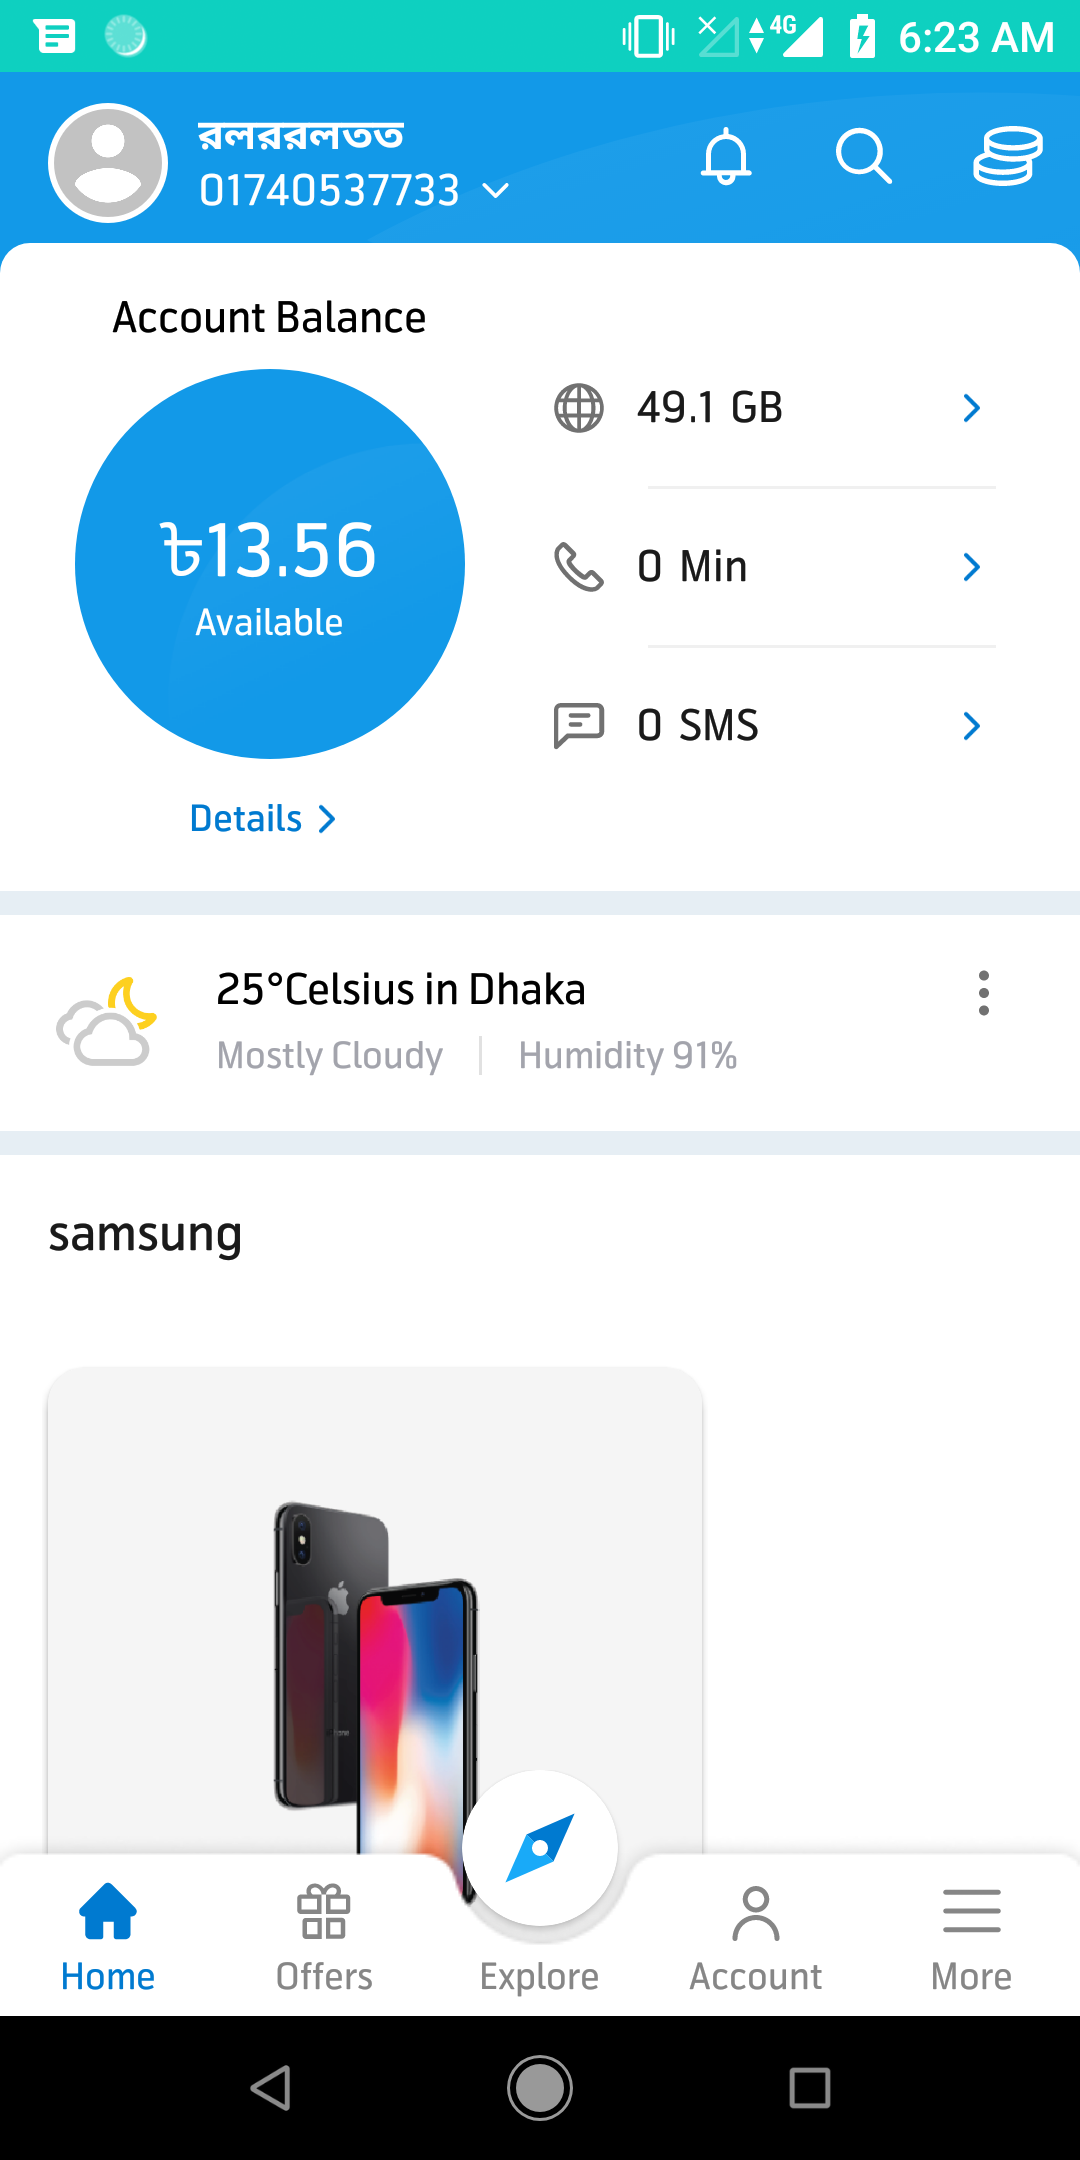 4G 6:23 AM
রলররলতত
01740537733
Account Balance
৳13.56
Available
Details
49.1 GB
0 Min
0 SMS
25°Celsius in Dhaka
Mostly Cloudy Humidity 91%
samsung
Home Offers Explore Account More